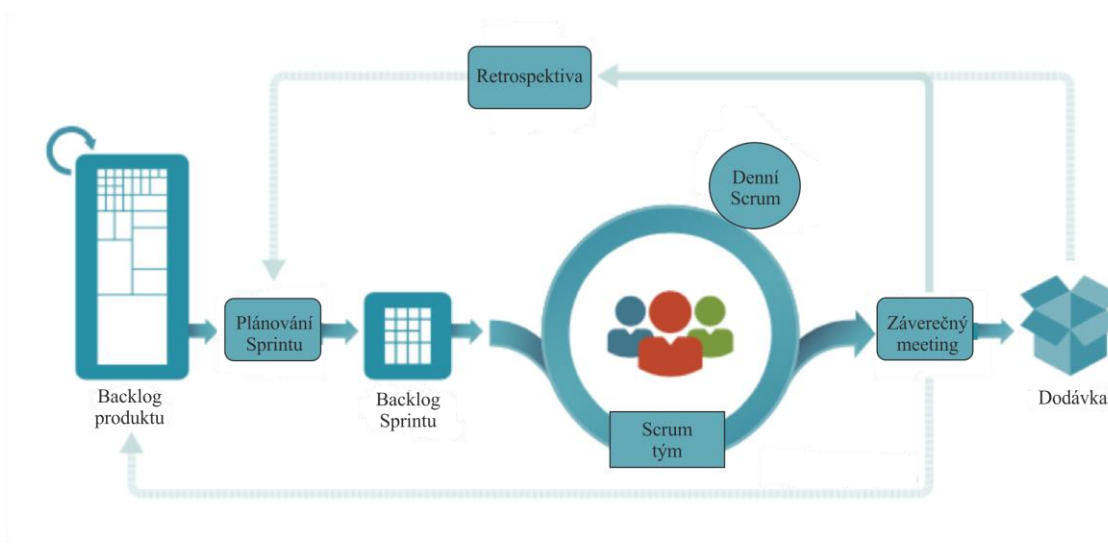 Retrospektiva
Denní
Scrum
Plánování
Sprintu
Záverečný
meeting
Backlog
produktu
Backlog
Sprintu
Scrum
tým
Dodávka